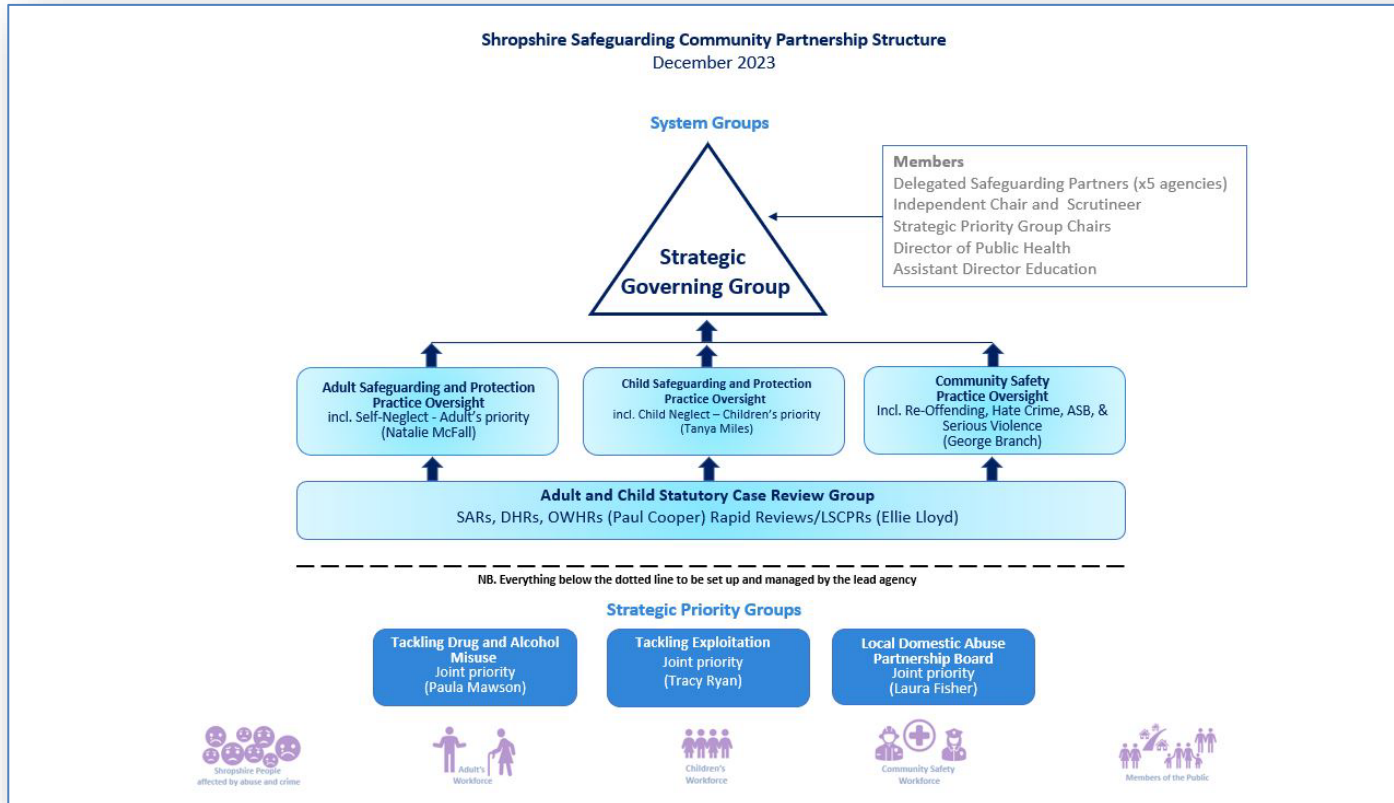 Shropshire Safeguarding Community Partnership Structure
December 2023
System Groups
Members
Delegated Safeguarding Partners (x5 agencies)
Independent Chair and Scrutineer
Strategic Priority Group Chairs
Director of Public Health
Assistant Director Education
Strategic
Governing Group
Adult Safeguarding and Protection
Practice Oversight
incl. Self-Neglect - Adult's priority
(Natalie McFall)
Child Safeguarding and Protection
Practice Oversight
incl. Child Neglect – Children's priority
(Tanya Miles)
Community Safety
Practice Oversight
Incl. Re-Offending, Hate Crime, ASB, &
Serious Violence
(George Branch)
Adult and Child Statutory Case Review Group
SARs, DHRs, OWHRs (Paul Cooper) Rapid Reviews/LSCPRs (Ellie Lloyd)
NB. Everything below the dotted line to be set up and managed by the lead agency
Strategic Priority Groups
Tackling Drug and Alcohol
Misuse
Joint priority
(Paula Mawson)
Tackling Exploitation
Joint priority
(Tracy Ryan)
Local Domestic Abuse
Partnership Board
Joint priority
(Laura Fisher)
Shropshire People
affected by abuse and crime
Adult's
Workforce
Children's
Workforce
Community Safety
Workforce
Members of the Public